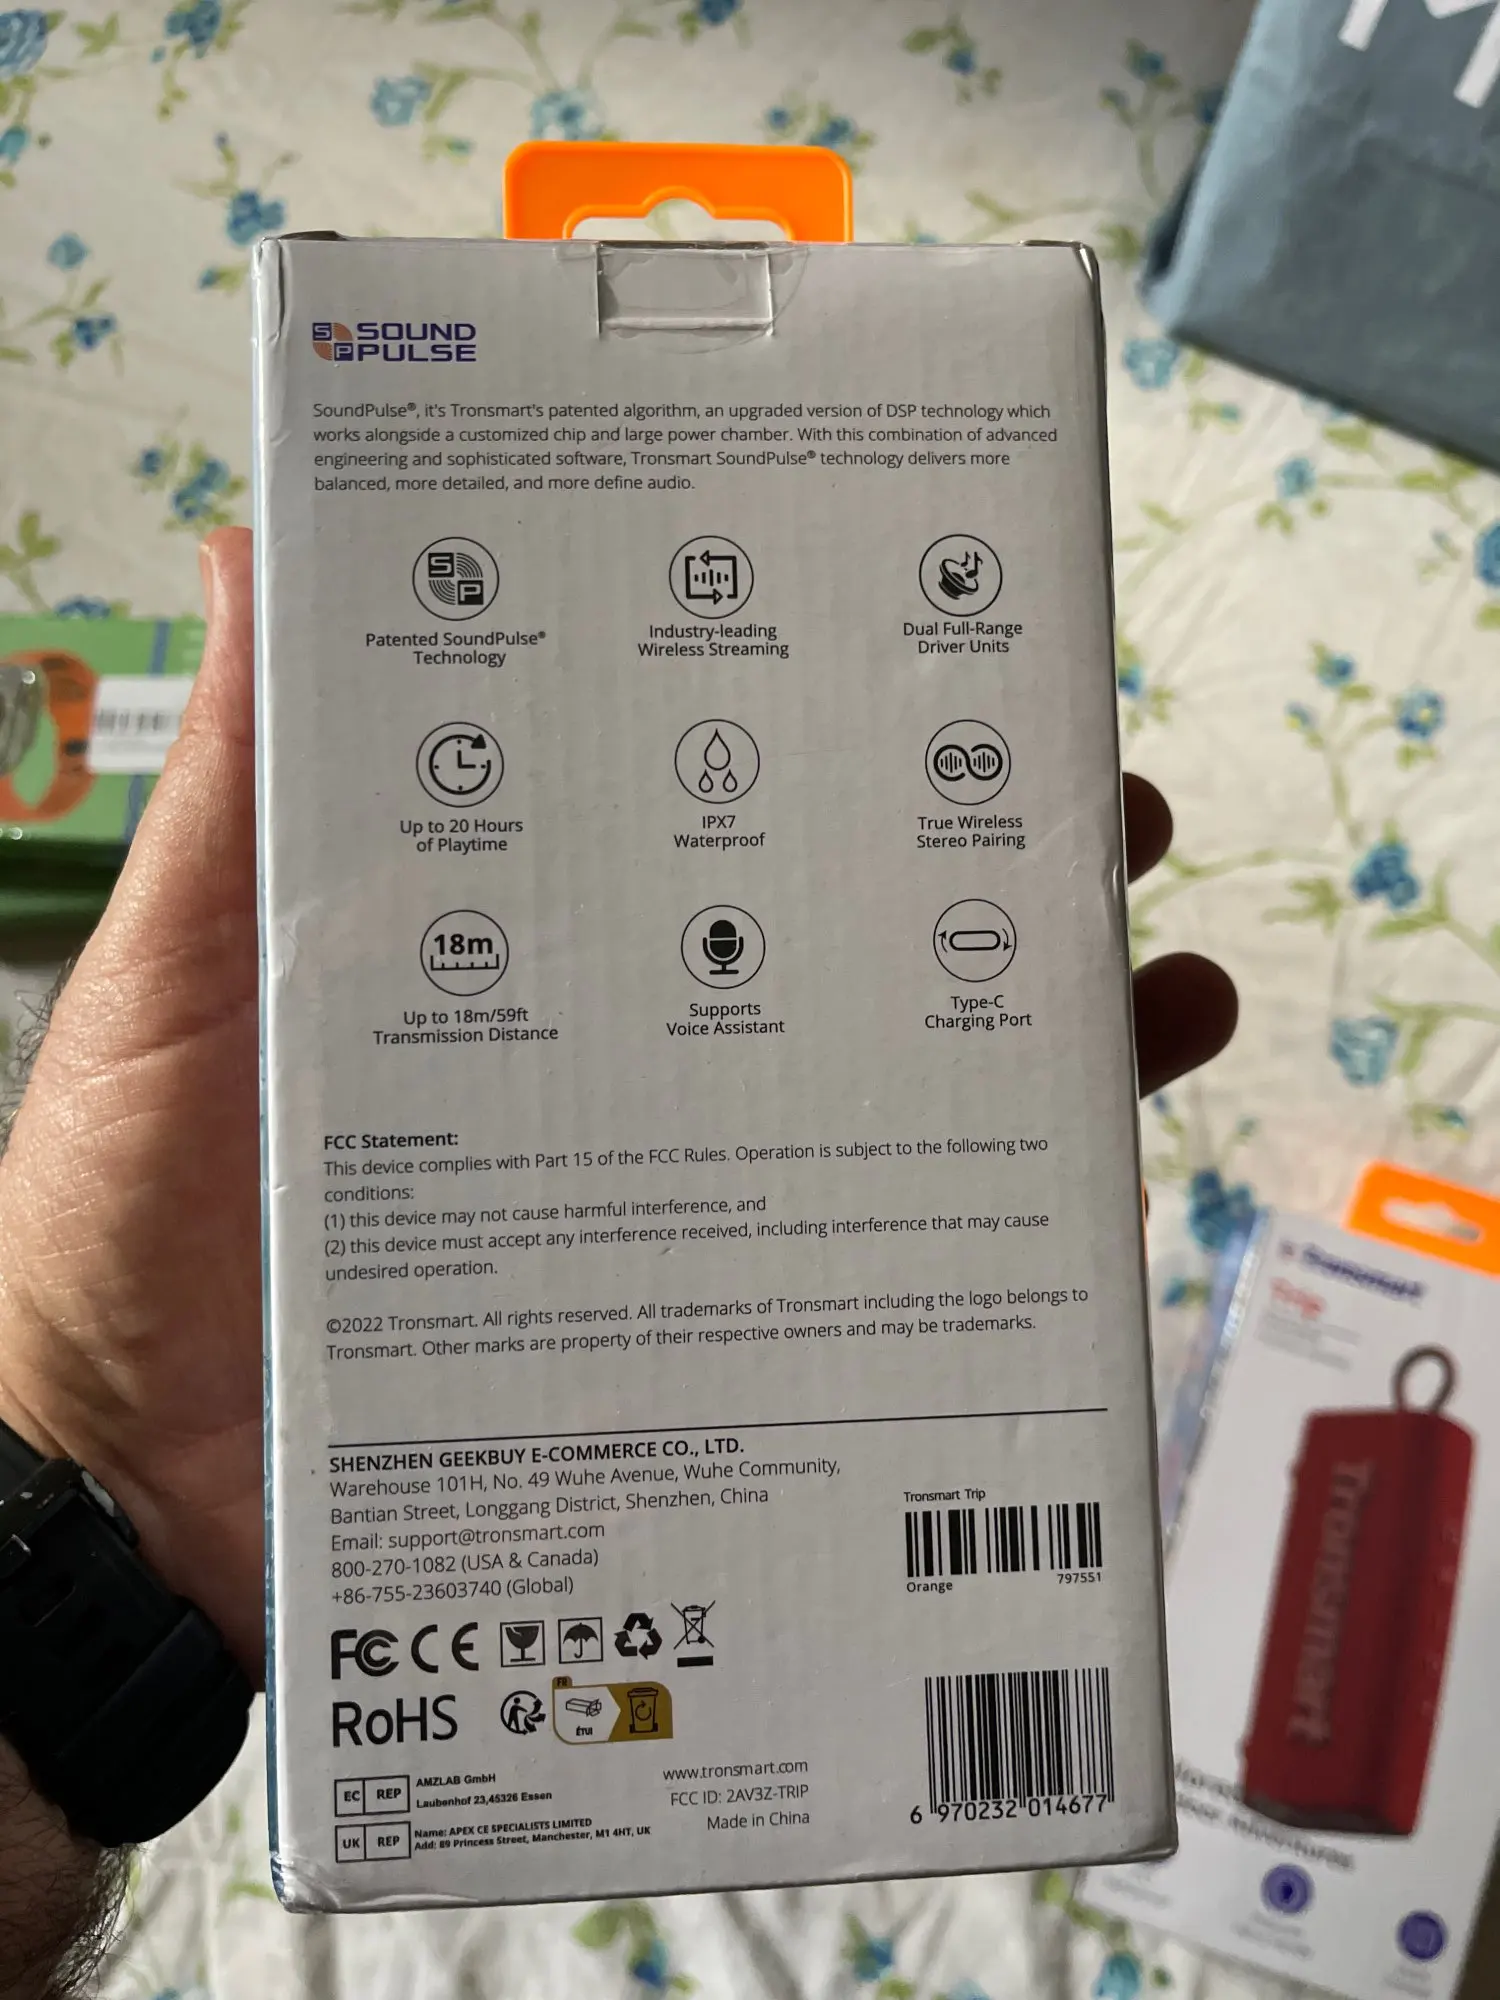 M
SOUND
PULSE
SoundPulse®, it's Tronsmart's patented algorithm, an upgraded version of DSP technology which
works alongside a customized chip and large power chamber. With this combination of advanced
engineering and sophisticated software, Tronsmart SoundPulse® technology delivers more
balanced, more detailed, and more define audio.
S
P
Patented SoundPulse®
Technology
Industry-leading
Wireless Streaming
Dual Full-Range
Driver Units
Up to 20 Hours
of Playtime
IPX7
Waterproof
True Wireless
Stereo Pairing
18m
Up to 18m/59ft
Transmission Distance
Supports
Voice Assistant
Type-C
Charging Port
FCC Statement:
This device complies with Part 15 of the FCC Rules. Operation is subject to the following two
conditions:
(1) this device may not cause harmful interference, and
(2) this device must accept any interference received, including interference that may cause
undesired operation.
©2022 Tronsmart. All rights reserved. All trademarks of Tronsmart including the logo belongs to
Tronsmart. Other marks are property of their respective owners and may be trademarks.
SHENZHEN GEEKBUY E-COMMERCE CO., LTD.
Warehouse 101H, No. 49 Wuhe Avenue, Wuhe Community,
Bantian Street, Longgang District, Shenzhen, China
Email: support@tronsmart.com
800-270-1082 (USA & Canada)
+86-755-23603740 (Global)
Tronsmart Trip
Orange 797551
FC CE
RoHS
FR
ÉTUI
EC REP
AMZLAB GmbH
Laubenhof 23,45326 Essen
UK REP
Name: APEX CE SPECIALISTS LIMITED
Add: 89 Princess Street, Manchester, M1 4HT, UK
www.tronsmart.com
FCC ID: 2AV3Z-TRIP
Made in China
6 970232 014677
Tronsmart
Trip
Tronsmart